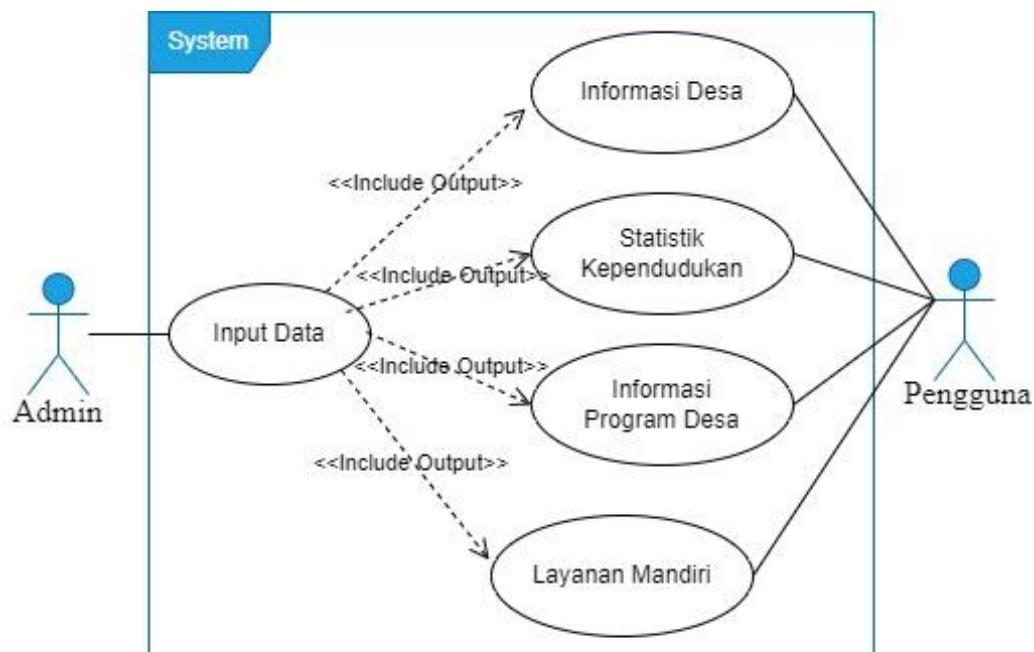 System
Informasi Desa
<<Include Output>>
Statistik
Kependudukan
<<Include Output>>
Input Data
<<Include Output>>
Informasi
Program Desa
Admin
Pengguna
<<Include Output>>
Layanan Mandiri